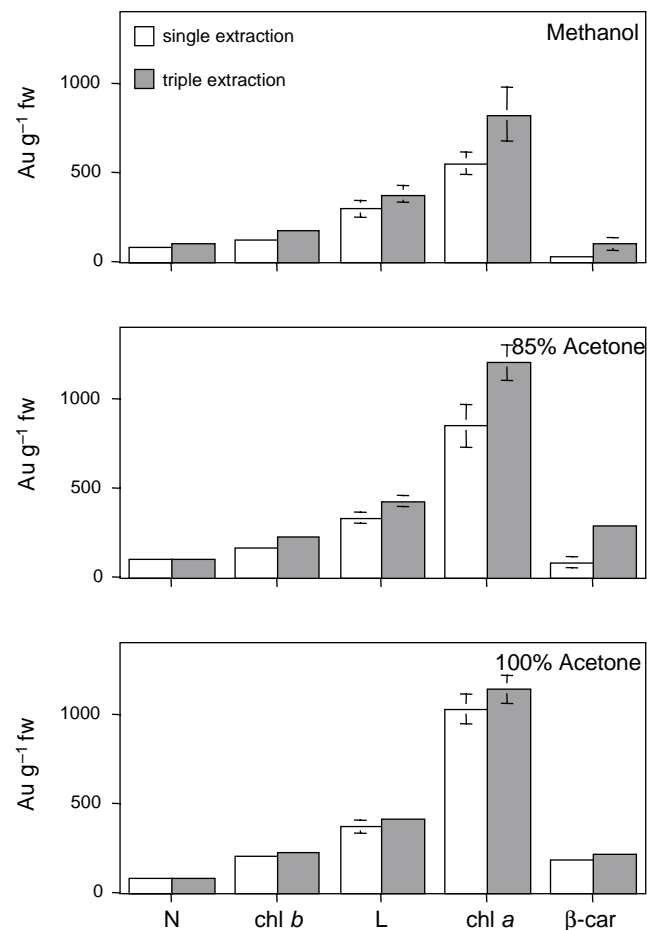 single extraction
triple extraction
Methanol
Au g⁻¹ fw
1000
500
0
85% Acetone
Au g⁻¹ fw
1000
500
0
100% Acetone
Au g⁻¹ fw
1000
500
0
N chl b L chl a β-car